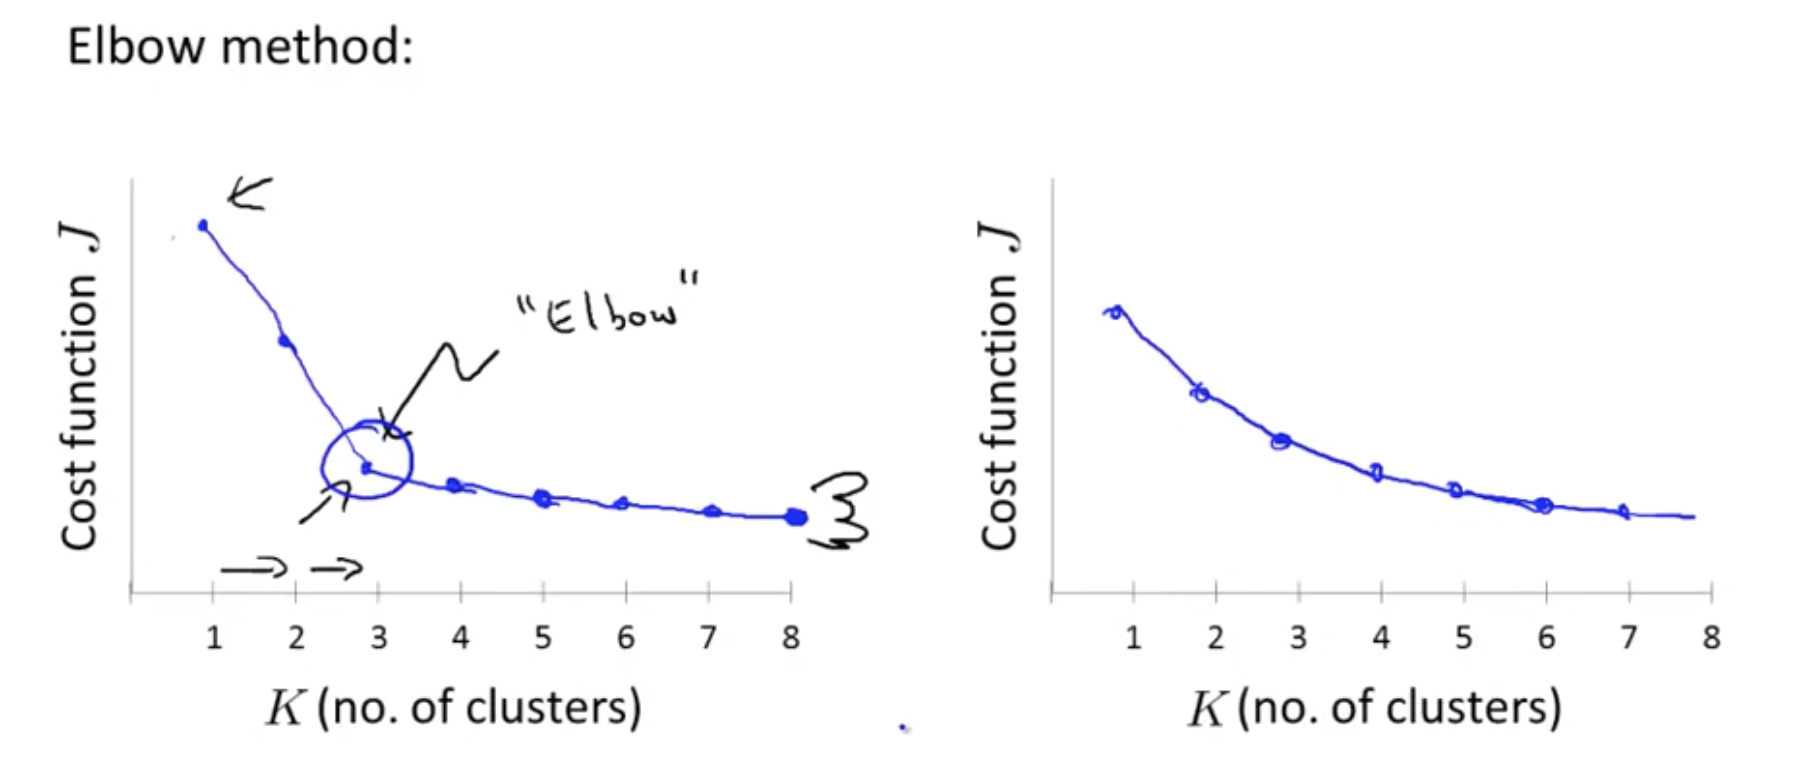 Elbow method:
"Elbow"
Cost function J
1 2 3 4 5 6 7 8
K (no. of clusters)
Cost function J
1 2 3 4 5 6 7 8
K (no. of clusters)